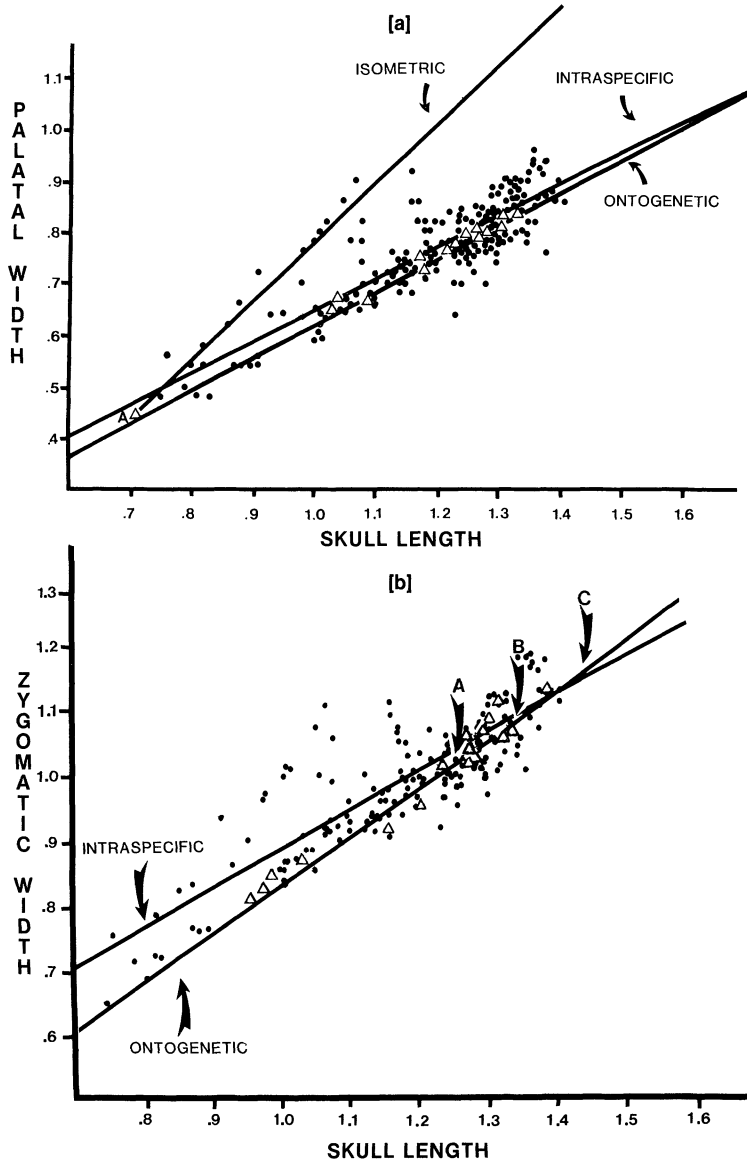 [a]
ISOMETRIC
INTRASPECIFIC
ONTOGENETIC
PALATAL WIDTH
1.1
1.0
.9
.8
.7
.6
.5
.4
A
.7
.8
.9
1.0
1.1
1.2
1.3
1.4
1.5
1.6
SKULL LENGTH
[b]
C
B
A
INTRASPECIFIC
ONTOGENETIC
ZYGOMATIC WIDTH
1.3
1.2
1.1
1.0
.9
.8
.7
.6
.8
.9
1.0
1.1
1.2
1.3
1.4
1.5
1.6
SKULL LENGTH